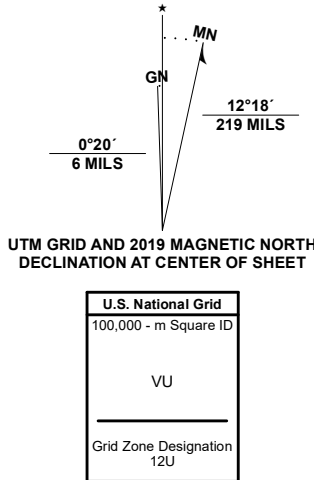 ★
MN
GN
12°18´
219 MILS
0°20´
6 MILS
UTM GRID AND 2019 MAGNETIC NORTH
DECLINATION AT CENTER OF SHEET
U.S. National Grid
100,000 - m Square ID
VU
Grid Zone Designation
12U